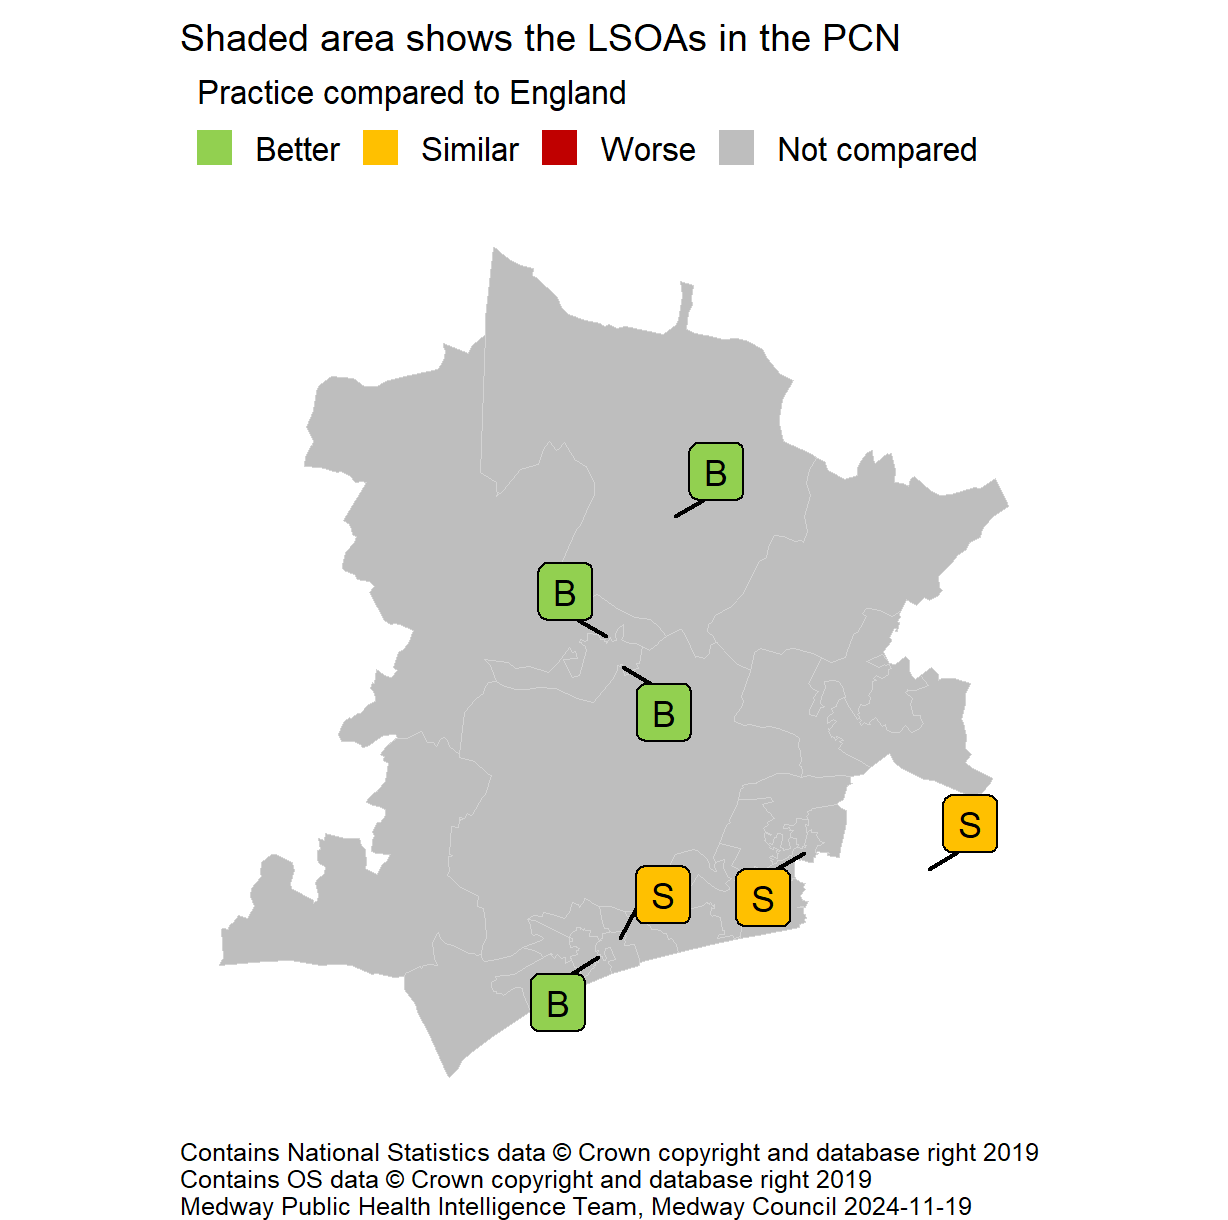 Shaded area shows the LSOAs in the PCN
Practice compared to England
Better Similar Worse Not compared
B
B
B
S
S
S
B
Contains National Statistics data © Crown copyright and database right 2019
Contains OS data © Crown copyright and database right 2019
Medway Public Health Intelligence Team, Medway Council 2024-11-19